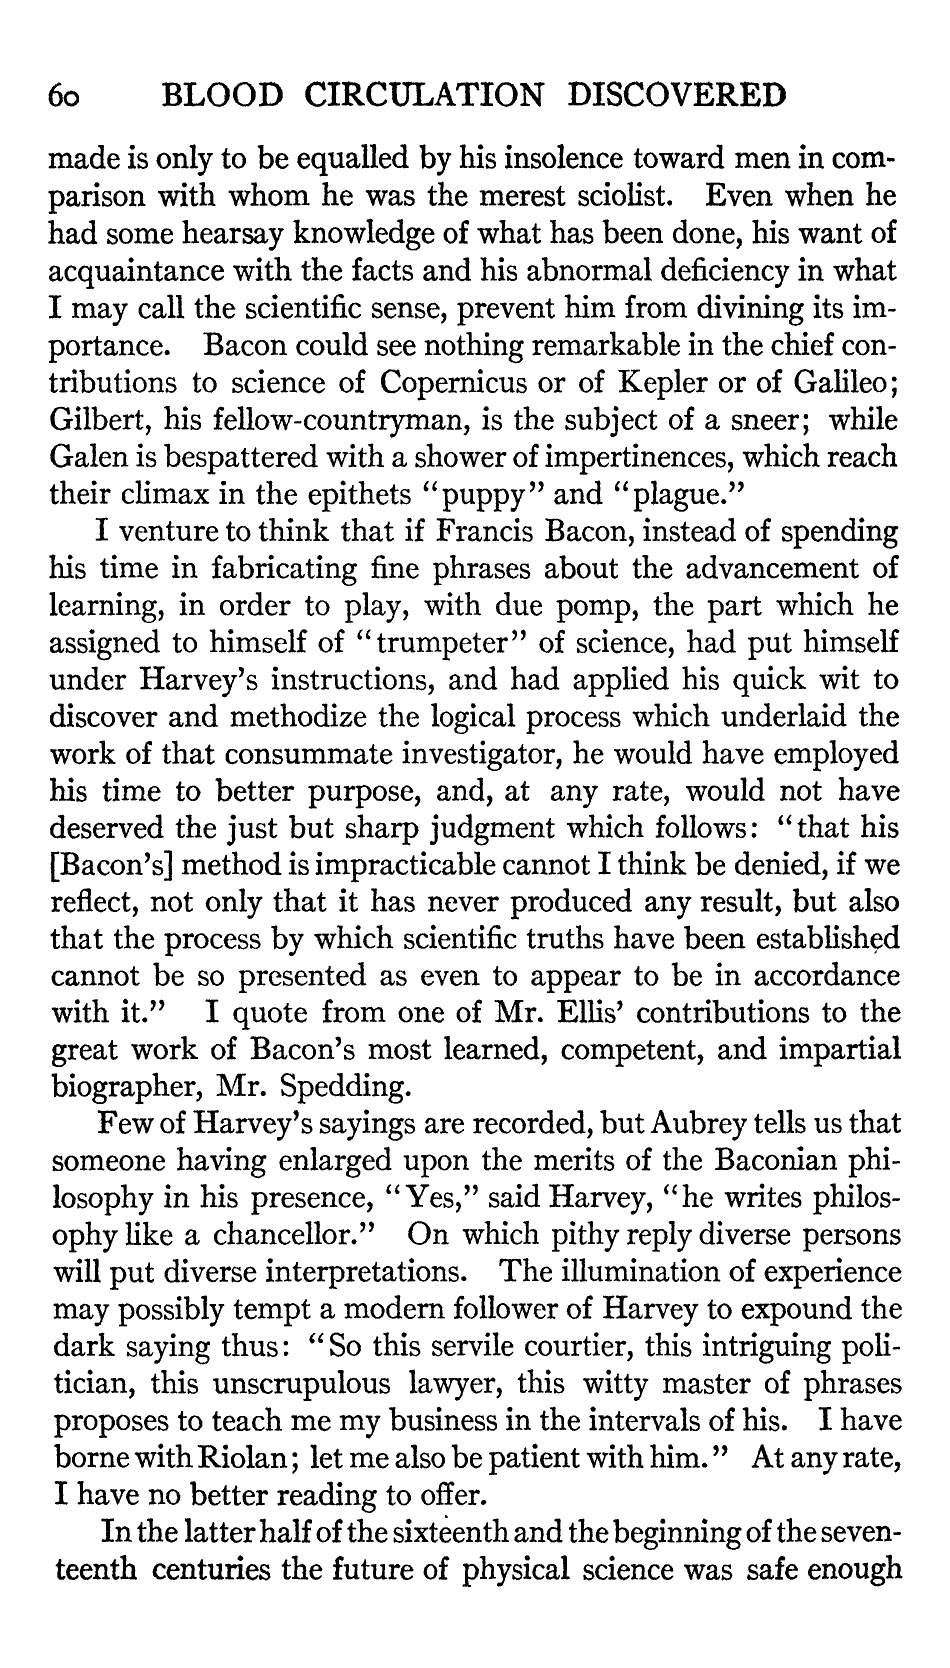 60 BLOOD CIRCULATION DISCOVERED
made is only to be equalled by his insolence toward men in com-
parison with whom he was the merest sciolist. Even when he
had some hearsay knowledge of what has been done, his want of
acquaintance with the facts and his abnormal deficiency in what
I may call the scientific sense, prevent him from divining its im-
portance. Bacon could see nothing remarkable in the chief con-
tributions to science of Copernicus or of Kepler or of Galileo;
Gilbert, his fellow-countryman, is the subject of a sneer; while
Galen is bespattered with a shower of impertinences, which reach
their climax in the epithets “puppy” and “plague.”
I venture to think that if Francis Bacon, instead of spending
his time in fabricating fine phrases about the advancement of
learning, in order to play, with due pomp, the part which he
assigned to himself of “trumpeter” of science, had put himself
under Harvey’s instructions, and had applied his quick wit to
discover and methodize the logical process which underlaid the
work of that consummate investigator, he would have employed
his time to better purpose, and, at any rate, would not have
deserved the just but sharp judgment which follows: “that his
[Bacon’s] method is impracticable cannot I think be denied, if we
reflect, not only that it has never produced any result, but also
that the process by which scientific truths have been established
cannot be so presented as even to appear to be in accordance
with it.” I quote from one of Mr. Ellis’ contributions to the
great work of Bacon’s most learned, competent, and impartial
biographer, Mr. Spedding.
Few of Harvey’s sayings are recorded, but Aubrey tells us that
someone having enlarged upon the merits of the Baconian phi-
losophy in his presence, “Yes,” said Harvey, “he writes philos-
ophy like a chancellor.” On which pithy reply diverse persons
will put diverse interpretations. The illumination of experience
may possibly tempt a modern follower of Harvey to expound the
dark saying thus: “So this servile courtier, this intriguing poli-
tician, this unscrupulous lawyer, this witty master of phrases
proposes to teach me my business in the intervals of his. I have
borne with Riolan; let me also be patient with him.” At any rate,
I have no better reading to offer.
In the latter half of the sixteenth and the beginning of the seven-
teenth centuries the future of physical science was safe enough